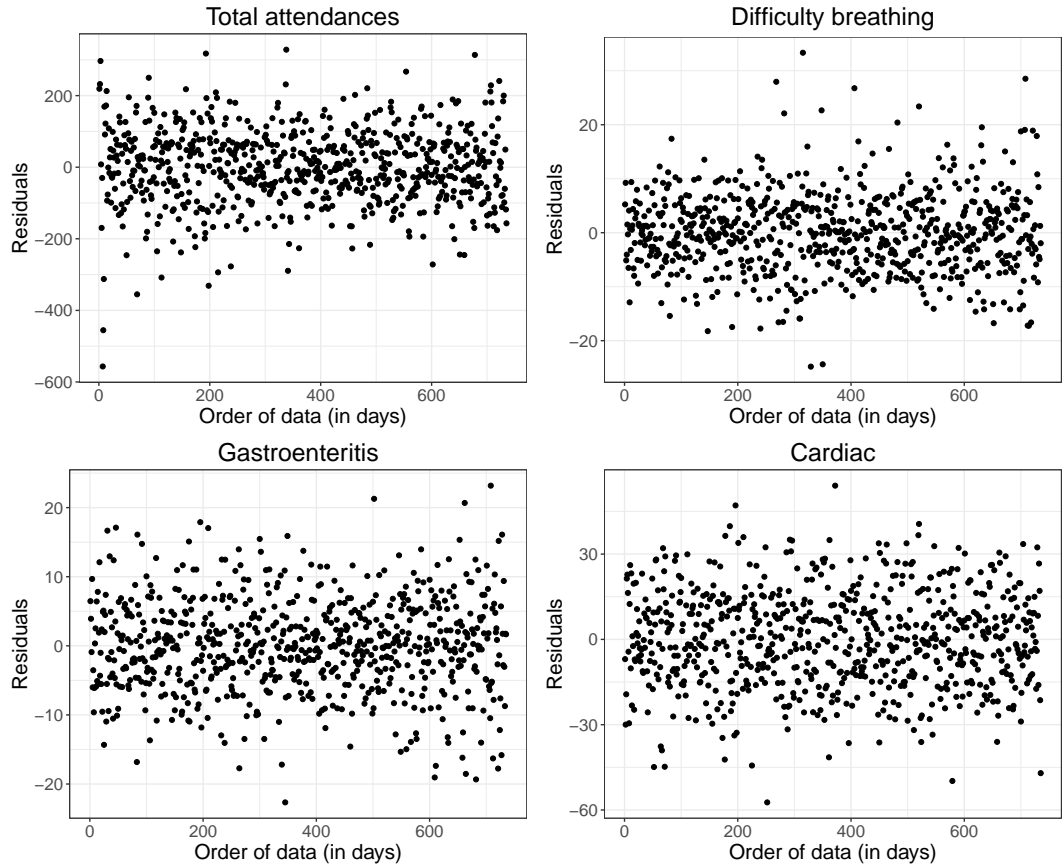 Total attendances
Residuals
200
0
−200
−400
−600
0
200
400
600
Order of data (in days)
Difficulty breathing
Residuals
20
0
−20
0
200
400
600
Order of data (in days)
Gastroenteritis
Residuals
20
10
0
−10
−20
0
200
400
600
Order of data (in days)
Cardiac
Residuals
30
0
−30
−60
0
200
400
600
Order of data (in days)